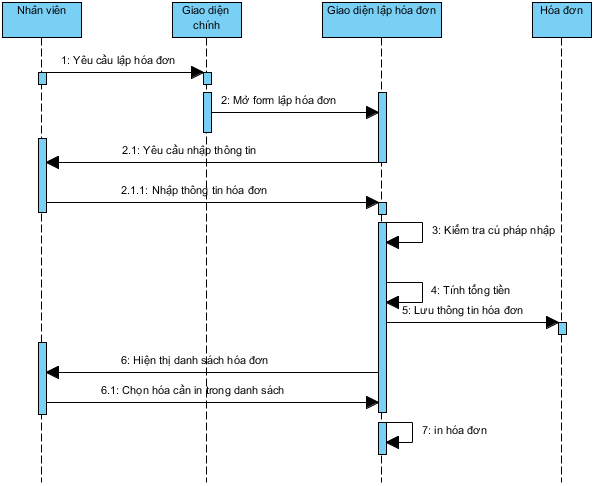 Nhân viên
Giao diện
chính
Giao diện lập hóa đơn
Hóa đơn
1: Yêu cầu lập hóa đơn
2: Mở form lập hóa đơn
2.1: Yêu cầu nhập thông tin
2.1.1: Nhập thông tin hóa đơn
3: Kiểm tra cú pháp nhập
4: Tính tổng tiền
5: Lưu thông tin hóa đơn
6: Hiện thị danh sách hóa đơn
6.1: Chọn hóa cần in trong danh sách
7: in hóa đơn